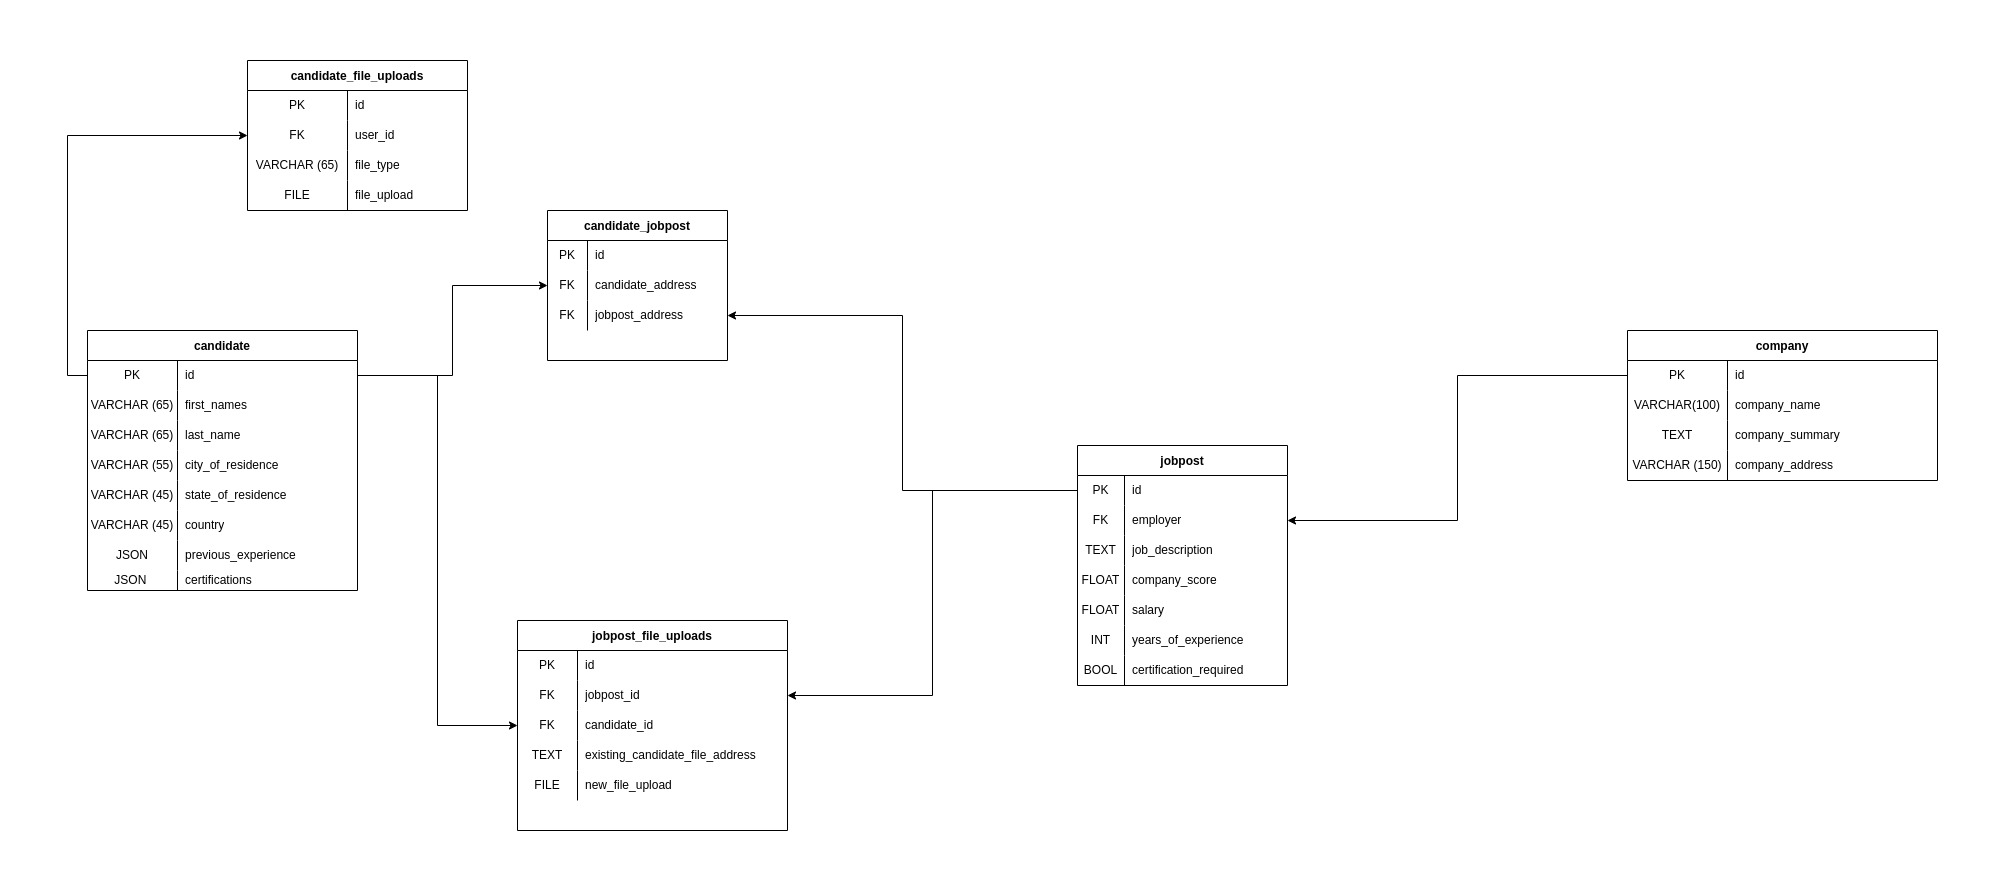 candidate_file_uploads
PK id
FK user_id
VARCHAR (65) file_type
FILE file_upload
candidate_jobpost
PK id
FK candidate_address
FK jobpost_address
candidate
PK id
VARCHAR (65) first_names
VARCHAR (65) last_name
VARCHAR (55) city_of_residence
VARCHAR (45) state_of_residence
VARCHAR (45) country
JSON previous_experience
JSON certifications
company
PK id
VARCHAR(100) company_name
TEXT company_summary
VARCHAR (150) company_address
jobpost
PK id
FK employer
TEXT job_description
FLOAT company_score
FLOAT salary
INT years_of_experience
BOOL certification_required
jobpost_file_uploads
PK id
FK jobpost_id
FK candidate_id
TEXT existing_candidate_file_address
FILE new_file_upload